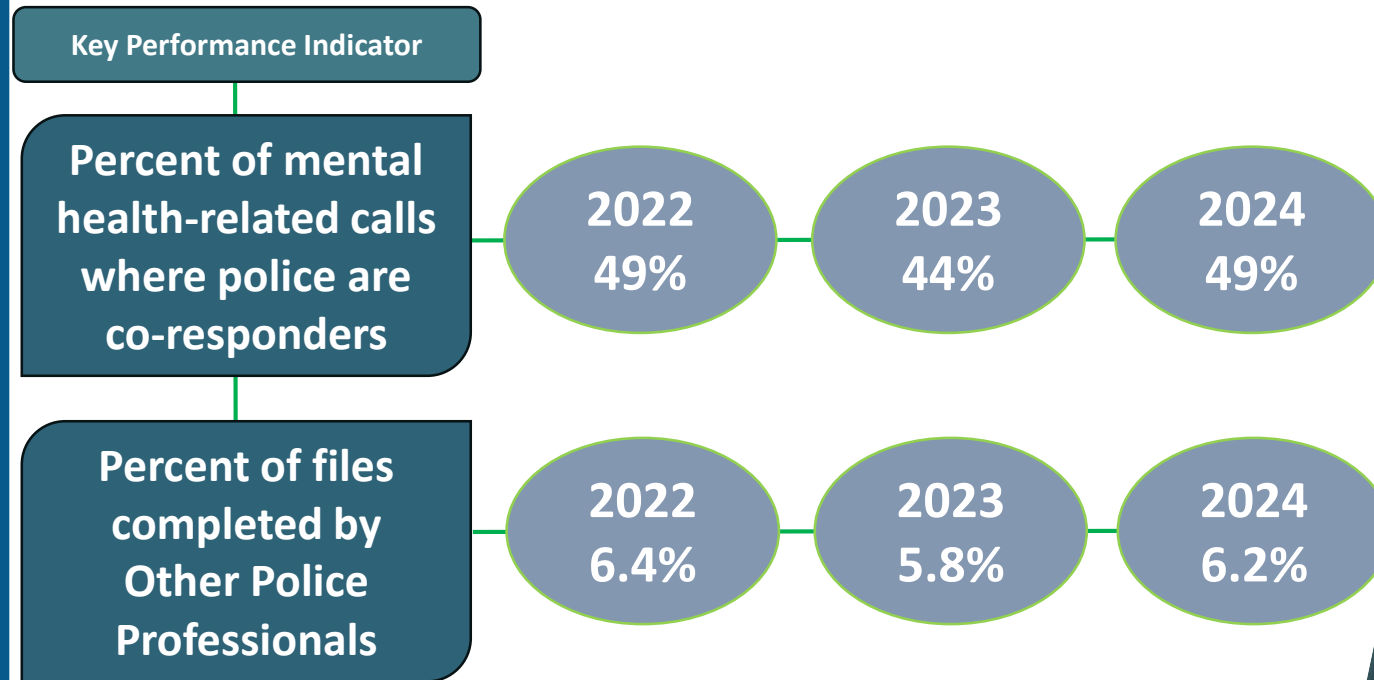 Key Performance Indicator
Percent of mental
health-related calls
where police are
co-responders
2022
49%
2023
44%
2024
49%
Percent of files
completed by
Other Police
Professionals
2022
6.4%
2023
5.8%
2024
6.2%